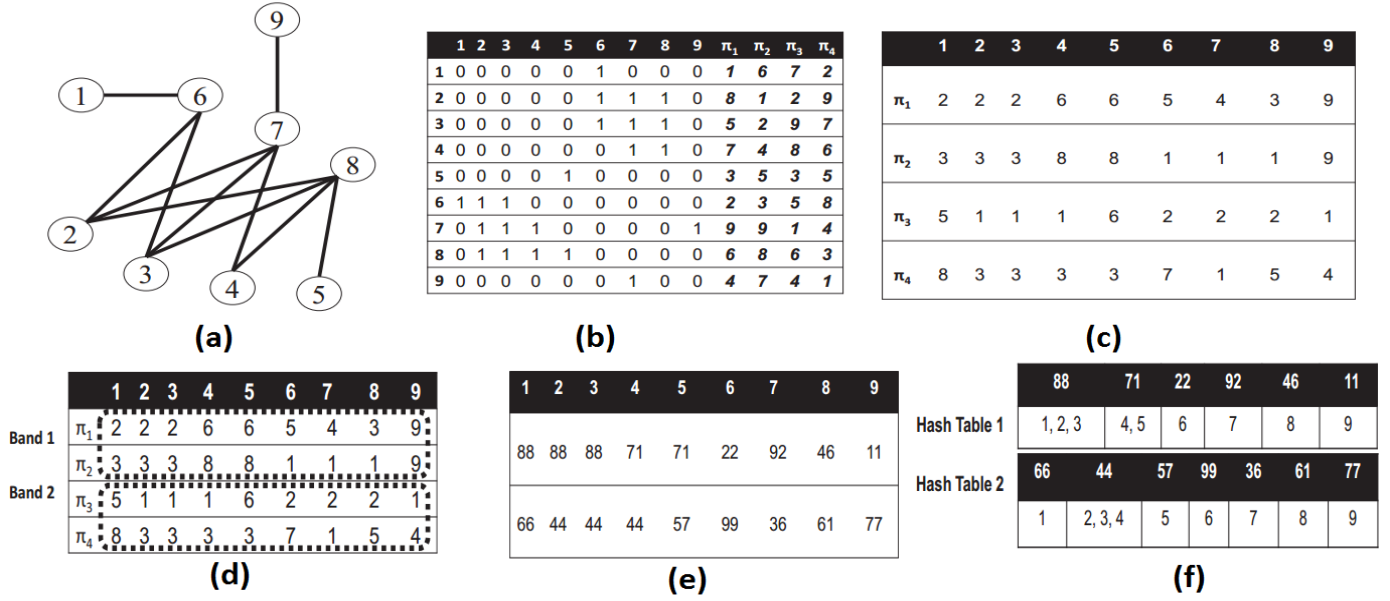 9
1
6
7
8
2
3
4
5
(a)
1 2 3 4 5 6 7 8 9 π1 π2 π3 π4
1 0 0 0 0 0 1 0 0 0 1 6 7 2
2 0 0 0 0 0 1 1 1 0 8 1 2 9
3 0 0 0 0 0 1 1 1 0 5 2 9 7
4 0 0 0 0 0 0 1 1 0 7 4 8 6
5 0 0 0 0 1 0 0 0 0 3 5 3 5
6 1 1 1 0 0 0 0 0 0 2 3 5 8
7 0 1 1 1 0 0 0 0 1 9 9 1 4
8 0 1 1 1 1 0 0 0 0 6 8 6 3
9 0 0 0 0 0 0 1 0 0 4 7 4 1
(b)
1 2 3 4 5 6 7 8 9
π1 2 2 2 6 6 5 4 3 9
π2 3 3 3 8 8 1 1 1 9
π3 5 1 1 1 6 2 2 2 1
π4 8 3 3 3 3 7 1 5 4
(c)
1 2 3 4 5 6 7 8 9
Band 1
π1 2 2 2 6 6 5 4 3 9
π2 3 3 3 8 8 1 1 1 9
Band 2
π3 5 1 1 1 6 2 2 2 1
π4 8 3 3 3 3 7 1 5 4
(d)
1 2 3 4 5 6 7 8 9
88 88 88 71 71 22 92 46 11
66 44 44 44 57 99 36 61 77
(e)
88 71 22 92 46 11
Hash Table 1 1, 2, 3 4, 5 6 7 8 9
66 44 57 99 36 61 77
Hash Table 2
1 2, 3, 4 5 6 7 8 9
(f)